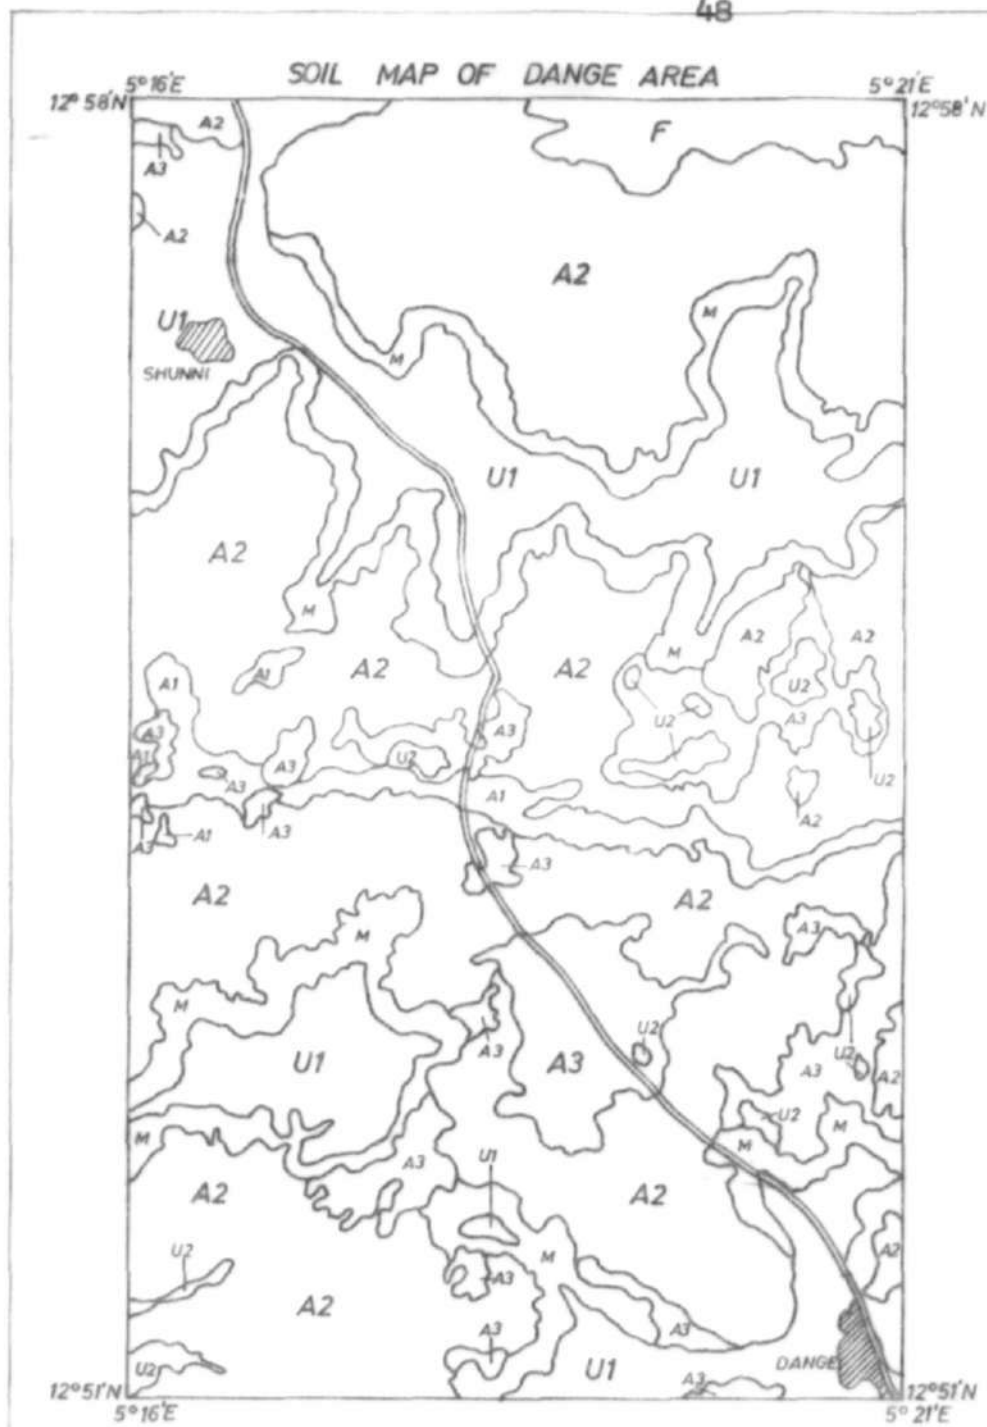 48
SOIL MAP OF DANGE AREA
5°16'E 5°21'E
12°58'N 12°58'N
A2 F
A3
A2
A2
U1 M
SHUNNI M
U1 U1
A2
M
A2 A2
A1 A1 A2 M A2 A2
U2
A3 A3 U2 A3
A1 A3 U2 U2 U2
A3 A1 A2
A3 A1 A3
A3
A2 A2
M A3
M
U2
A3 U2
U1 A3 A3 A2
U2
M M M
A3 U1
A2 A2
U2 M A2
A3
A2
A3 A3
U2 U1 DANGE
A3
12°51'N 12°51'N
5°16'E 5°21'E